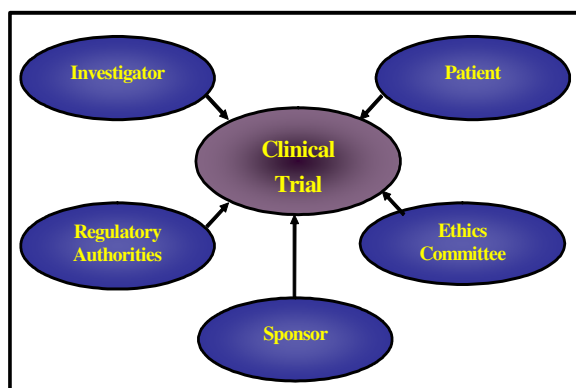 Investigator
Patient
Clinical
Trial
Regulatory
Authorities
Ethics
Committee
Sponsor